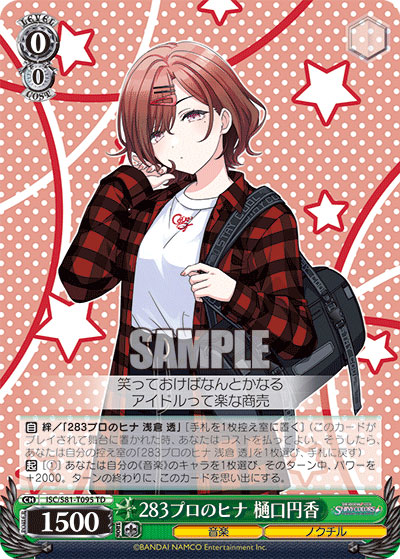 LEVEL
0
0
COST
SAMPLE
笑っておけばなんとかなる
アイドルって楽な商売
自 絆／「283プロのヒナ 浅倉 透」［手札を1枚控え室に置く］（このカードが
プレイされて舞台に置かれた時、あなたはコストを払ってよい。そうしたら、
あなたは自分の控え室の「283プロのヒナ 浅倉 透」を1枚選び、手札に戻す）
起［①］あなたは自分の《音楽》のキャラを1枚選び、そのターン中、パワーを
＋2000。ターンの終わりに、このカードを思い出にする。
CH ISC/S81-T095 TD
1500
283プロのヒナ 樋口円香
音楽
ノクチル
SHINY COLORS
©BANDAI NAMCO Entertainment Inc.